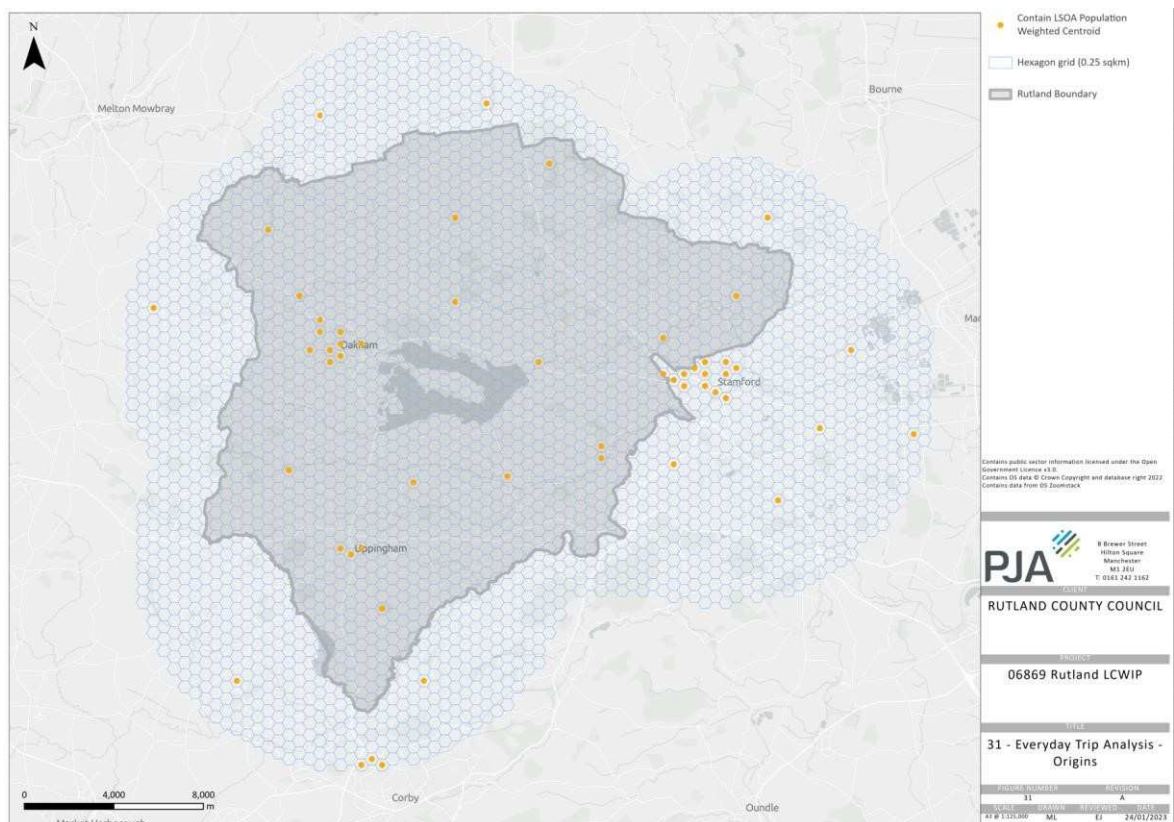 N
Melton Mowbray
Bourne
Oakham
Stamford
Uppingham
Corby
Oundle
0 4,000 8,000
m
Contain LSOA Population
Weighted Centroid
Hexagon grid (0.25 sqkm)
Rutland Boundary
Contains public sector information licensed under the Open
Government Licence v3.0.
Contains OS data © Crown Copyright and database right 2022
Contains data from OS Zoomstack
PJA
8 Brewer Street
Hilton Square
Manchester
M1 2EU
T: 0161 242 1162
CLIENT
RUTLAND COUNTY COUNCIL
PROJECT
06869 Rutland LCWIP
TITLE
31 - Everyday Trip Analysis -
Origins
FIGURE NUMBER REVISION
31 A
SCALE DRAWN REVIEWED DATE
A3 @ 1:125,000 ML EJ 24/01/2023